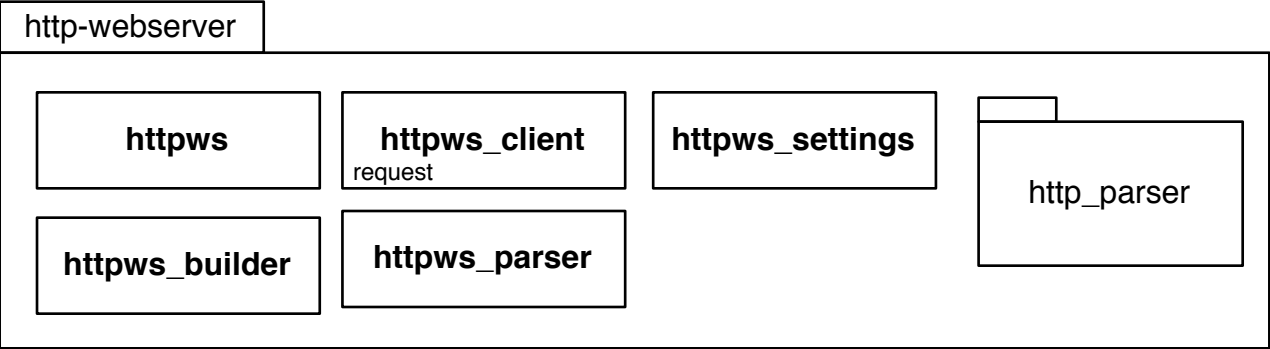 http-webserver
httpws
httpws_client
request
httpws_settings
http_parser
httpws_builder
httpws_parser